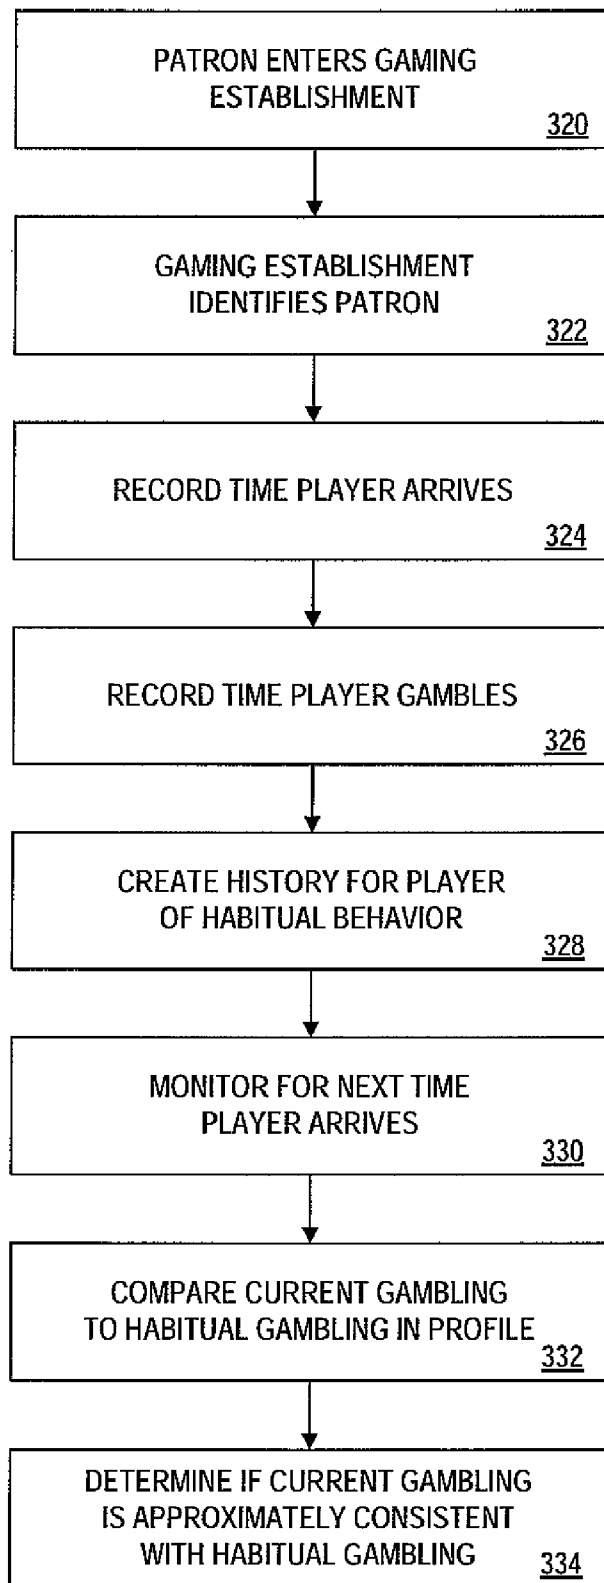 PATRON ENTERS GAMING
ESTABLISHMENT
320
GAMING ESTABLISHMENT
IDENTIFIES PATRON
322
RECORD TIME PLAYER ARRIVES
324
RECORD TIME PLAYER GAMBLES
326
CREATE HISTORY FOR PLAYER
OF HABITUAL BEHAVIOR
328
MONITOR FOR NEXT TIME
PLAYER ARRIVES
330
COMPARE CURRENT GAMBLING
TO HABITUAL GAMBLING IN PROFILE
332
DETERMINE IF CURRENT GAMBLING
IS APPROXIMATELY CONSISTENT
WITH HABITUAL GAMBLING
334